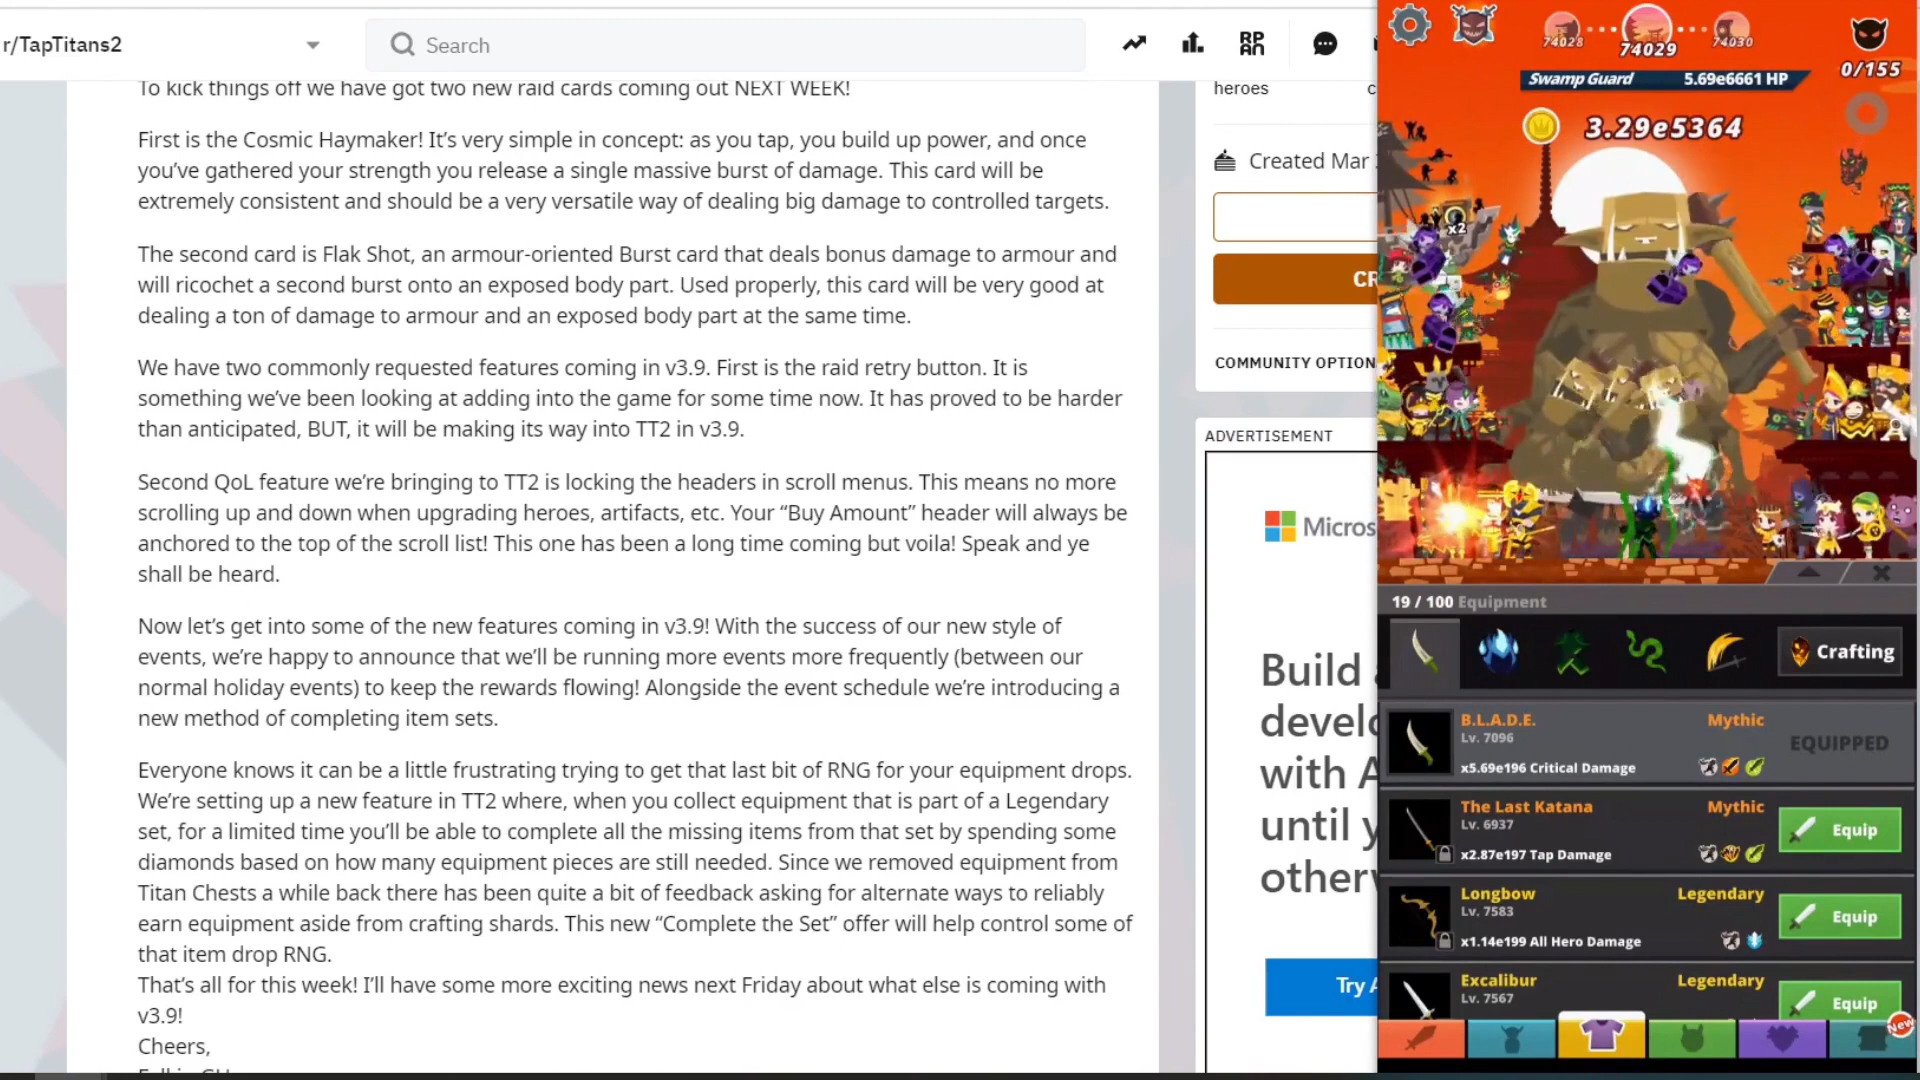 r/TapTitans2
Search
To kick things off we have got two new raid cards coming out NEXT WEEK!
First is the Cosmic Haymaker! It’s very simple in concept: as you tap, you build up power, and once
you’ve gathered your strength you release a single massive burst of damage. This card will be
extremely consistent and should be a very versatile way of dealing big damage to controlled targets.
The second card is Flak Shot, an armour-oriented Burst card that deals bonus damage to armour and
will ricochet a second burst onto an exposed body part. Used properly, this card will be very good at
dealing a ton of damage to armour and an exposed body part at the same time.
We have two commonly requested features coming in v3.9. First is the raid retry button. It is
something we’ve been looking at adding into the game for some time now. It has proved to be harder
than anticipated, BUT, it will be making its way into TT2 in v3.9.
Second QoL feature we’re bringing to TT2 is locking the headers in scroll menus. This means no more
scrolling up and down when upgrading heroes, artifacts, etc. Your “Buy Amount” header will always be
anchored to the top of the scroll list! This one has been a long time coming but voila! Speak and ye
shall be heard.
Now let’s get into some of the new features coming in v3.9! With the success of our new style of
events, we’re happy to announce that we’ll be running more events more frequently (between our
normal holiday events) to keep the rewards flowing! Alongside the event schedule we’re introducing a
new method of completing item sets.
Everyone knows it can be a little frustrating trying to get that last bit of RNG for your equipment drops.
We’re setting up a new feature in TT2 where, when you collect equipment that is part of a Legendary
set, for a limited time you’ll be able to complete all the missing items from that set by spending some
diamonds based on how many equipment pieces are still needed. Since we removed equipment from
Titan Chests a while back there has been quite a bit of feedback asking for alternate ways to reliably
earn equipment aside from crafting shards. This new “Complete the Set” offer will help control some of
that item drop RNG.
That’s all for this week! I’ll have some more exciting news next Friday about what else is coming with
v3.9!
Cheers,
heroes
Created Mar
CR
COMMUNITY OPTION
ADVERTISEMENT
Micros
Build
develo
with A
until y
otherw
Try A
74028
74029
74030
0/155
Swamp Guard 5.69e6661 HP
3.29e5364
x2
19 / 100 Equipment
Crafting
B.L.A.D.E. Mythic
Lv. 7096
EQUIPPED
x5.69e196 Critical Damage
The Last Katana Mythic
Lv. 6937
Equip
x2.87e197 Tap Damage
Longbow Legendary
Lv. 7583
Equip
x1.14e199 All Hero Damage
Excalibur Legendary
Lv. 7567
Equip
New